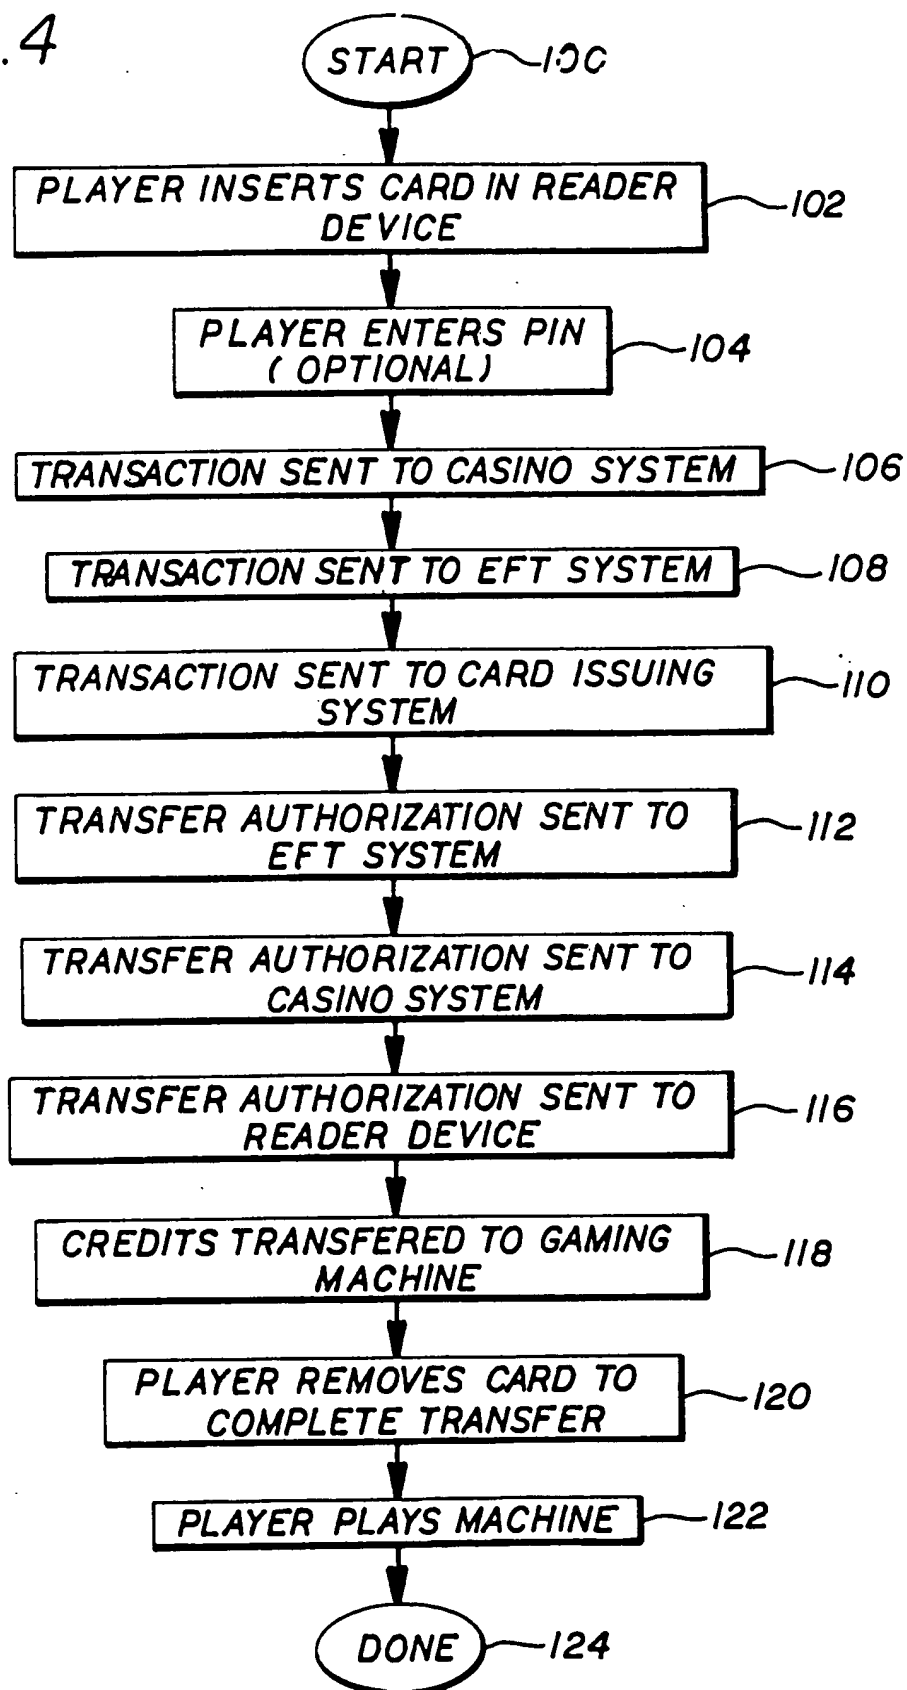 .4
START 100
PLAYER INSERTS CARD IN READER
DEVICE 102
PLAYER ENTERS PIN
(OPTIONAL) 104
TRANSACTION SENT TO CASINO SYSTEM 106
TRANSACTION SENT TO EFT SYSTEM 108
TRANSACTION SENT TO CARD ISSUING
SYSTEM 110
TRANSFER AUTHORIZATION SENT TO
EFT SYSTEM 112
TRANSFER AUTHORIZATION SENT TO
CASINO SYSTEM 114
TRANSFER AUTHORIZATION SENT TO
READER DEVICE 116
CREDITS TRANSFERED TO GAMING
MACHINE 118
PLAYER REMOVES CARD TO
COMPLETE TRANSFER 120
PLAYER PLAYS MACHINE 122
DONE 124